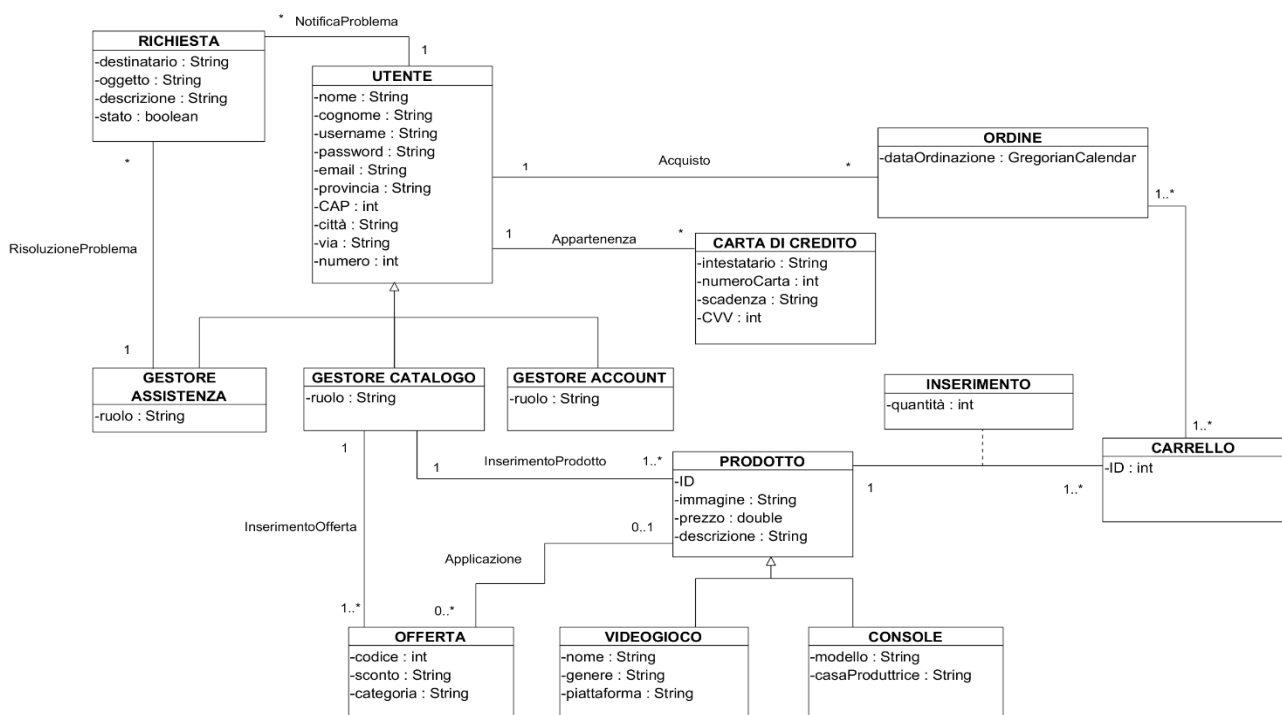 * NotificaProblema
1
RICHIESTA
-destinatario : String
-oggetto : String
-descrizione : String
-stato : boolean
*
UTENTE
-nome : String
-cognome : String
-username : String
-password : String
-email : String
-provincia : String
-CAP : int
-città : String
-via : String
-numero : int
1 Acquisto *
ORDINE
-dataOrdinazione : GregorianCalendar
1..*
1 Appartenenza *
CARTA DI CREDITO
-intestatario : String
-numeroCarta : int
-scadenza : String
-CVV : int
RisoluzioneProblema
1
GESTORE
ASSISTENZA
-ruolo : String
GESTORE CATALOGO
-ruolo : String
GESTORE ACCOUNT
-ruolo : String
INSERIMENTO
-quantità : int
1..*
CARRELLO
-ID : int
1
1 InserimentoProdotto 1..*
PRODOTTO
-ID
-immagine : String
-prezzo : double
-descrizione : String
1 1..*
InserimentoOfferta
0..1
Applicazione
1..*
0..*
OFFERTA
-codice : int
-sconto : String
-categoria : String
VIDEOGIOCO
-nome : String
-genere : String
-piattaforma : String
CONSOLE
-modello : String
-casaProduttrice : String